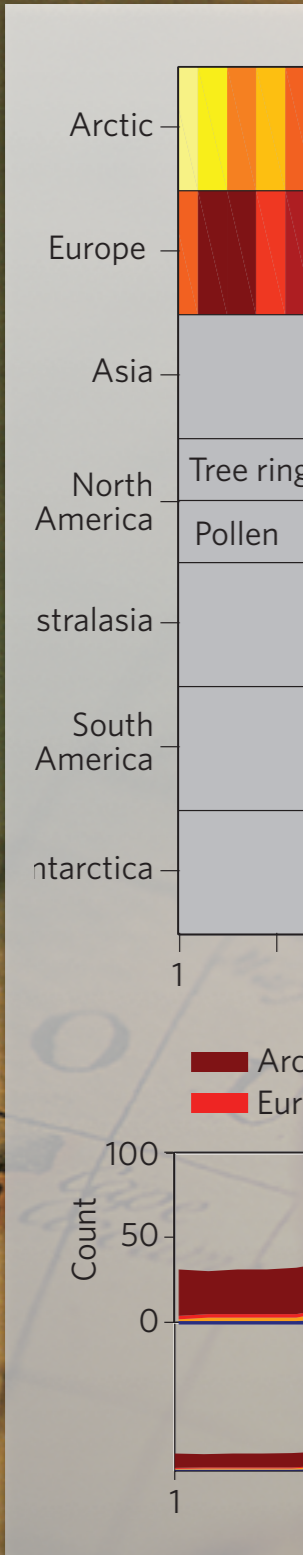 Arctic
Europe
Asia
North
America
Tree ring
Pollen
stralasia
South
America
ntarctica
1
Arc
Eur
100
50
0
Count
1